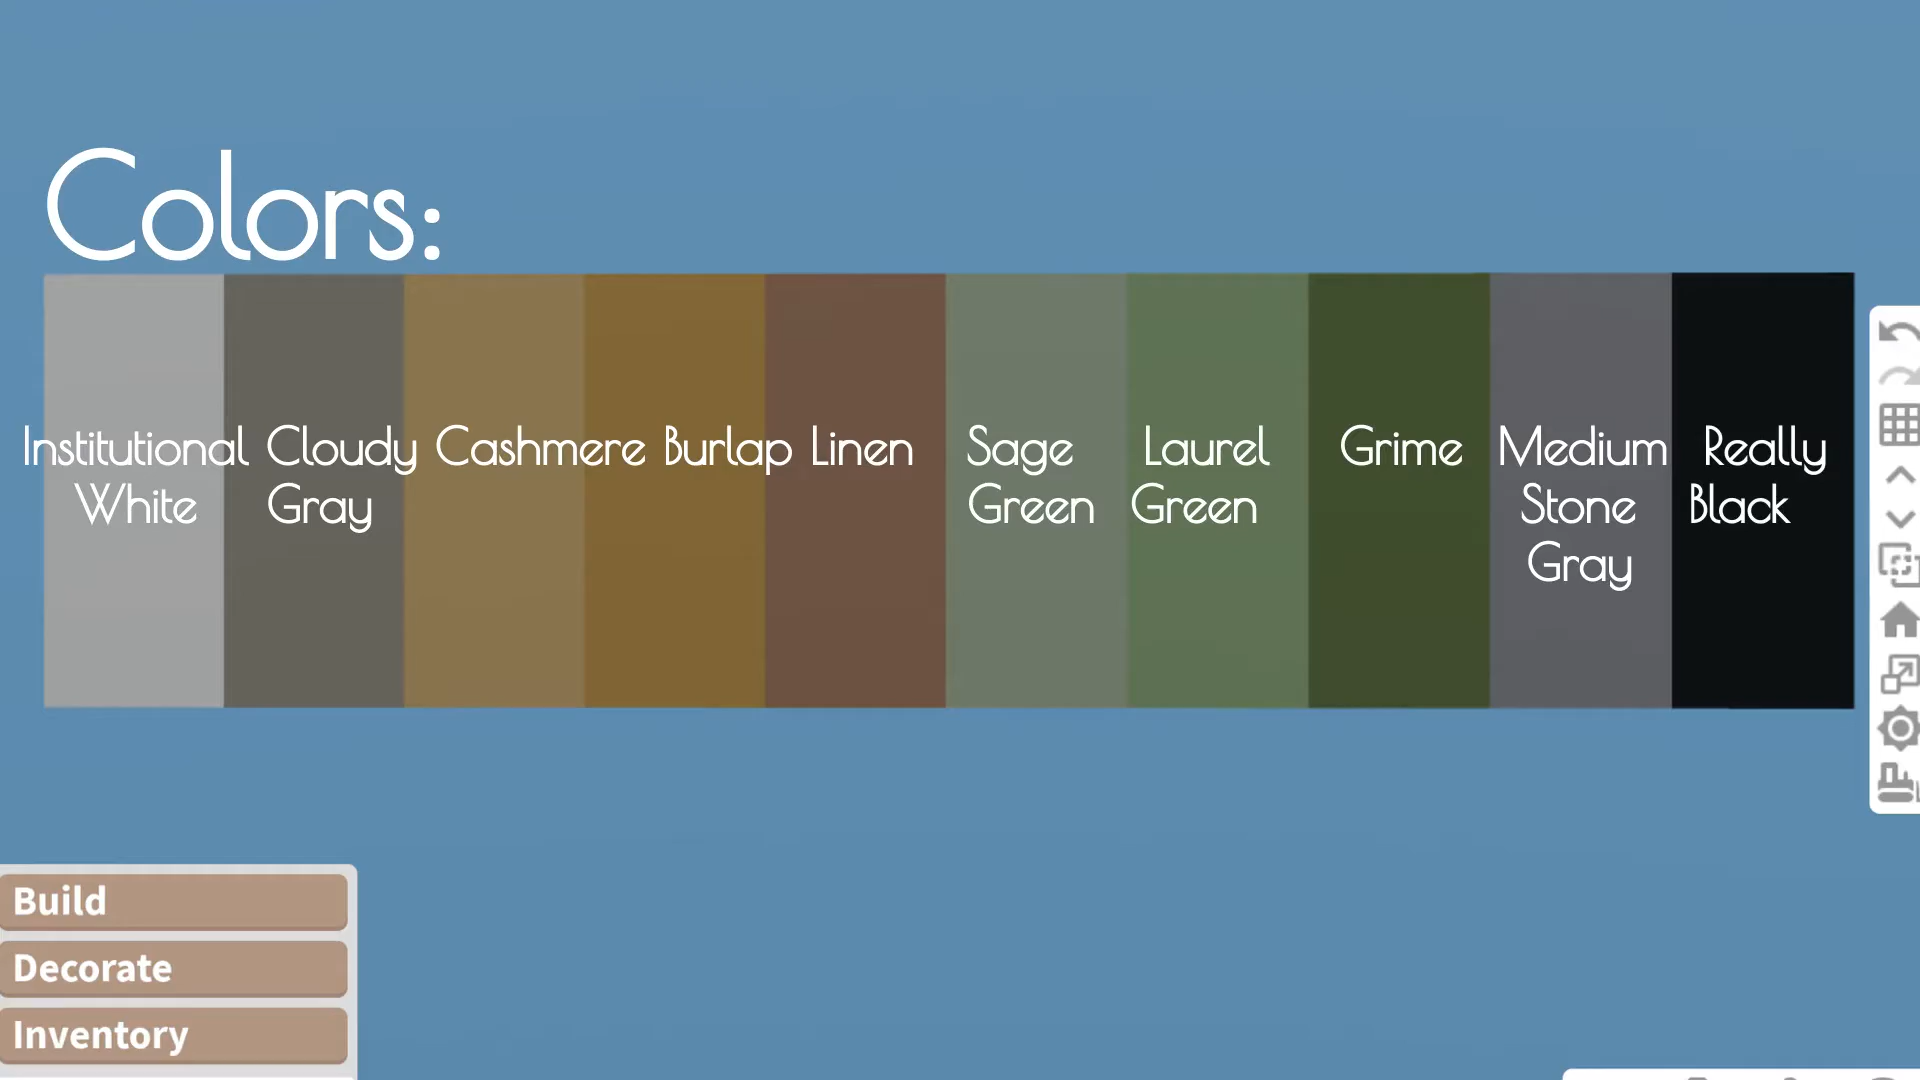 Colors:
Institutional
White
Cloudy
Gray
Cashmere
Burlap
Linen
Sage
Green
Laurel
Green
Grime
Medium
Stone
Gray
Really
Black
Build
Decorate
Inventory